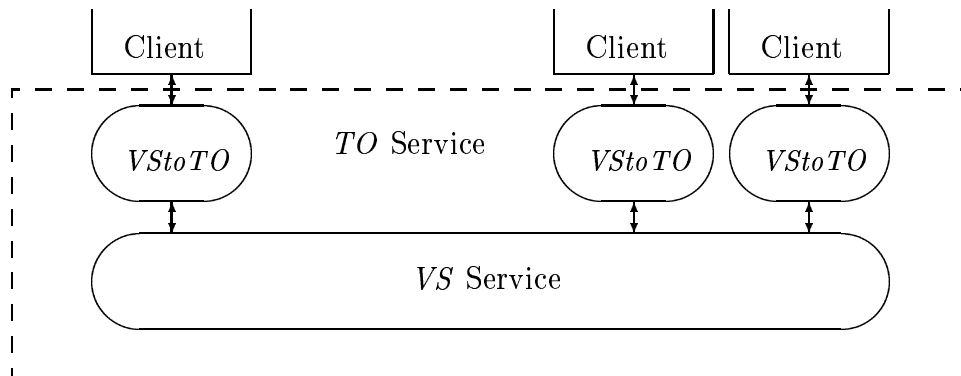 Client
Client
Client
TO Service
VStoTO
VStoTO
VStoTO
VS Service